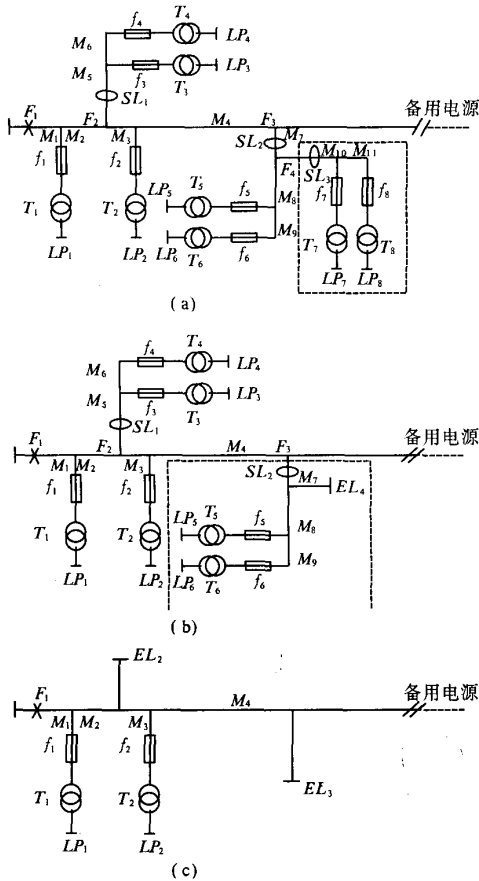 f₄ T₄ LP₄
M₆
M₅ f₃ T₃ LP₃
SL₁
F₁ F₂ M₄ F₃ 备用电源
M₁ M₂ M₃ SL₂ M₇
f₁ f₂ F₄ SL₃ M₁₀ M₁₁
LP₅ T₅ f₅ M₈ f₇ f₈
T₁ T₂ M₉
LP₆ T₆ f₆ T₇ T₈
LP₁ LP₂ LP₇ LP₈
(a)
f₄ T₄ LP₄
M₆
M₅ f₃ T₃ LP₃
SL₁
F₁ F₂ M₄ F₃ 备用电源
M₁ M₂ M₃ SL₂ M₇
f₁ f₂ EL₄
T₁ T₂ LP₅ T₅ f₅ M₈
LP₆ T₆ f₆ M₉
LP₁ LP₂
(b)
EL₂
F₁ M₄ 备用电源
M₁ M₂ M₃
f₁ f₂
T₁ T₂ EL₃
LP₁ LP₂
(c)